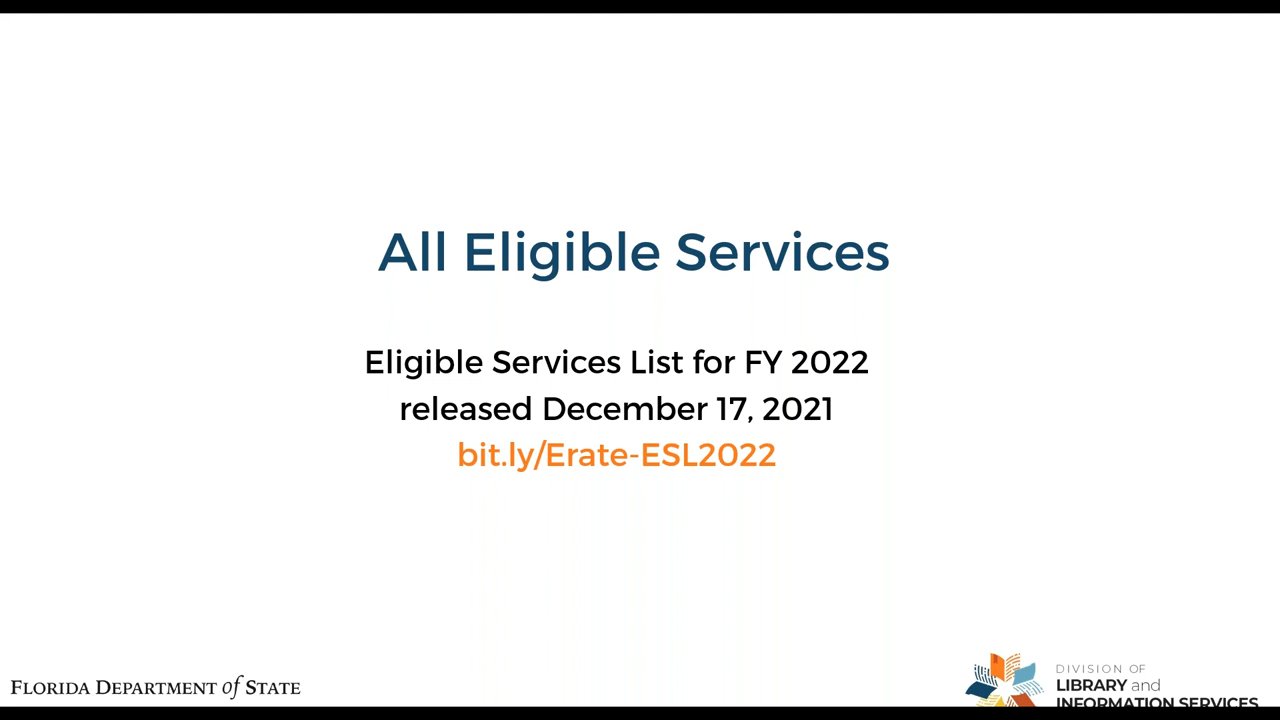 All Eligible Services
Eligible Services List for FY 2022
released December 17, 2021
bit.ly/Erate-ESL2022
FLORIDA DEPARTMENT of STATE
DIVISION OF
LIBRARY and
INFORMATION SERVICES